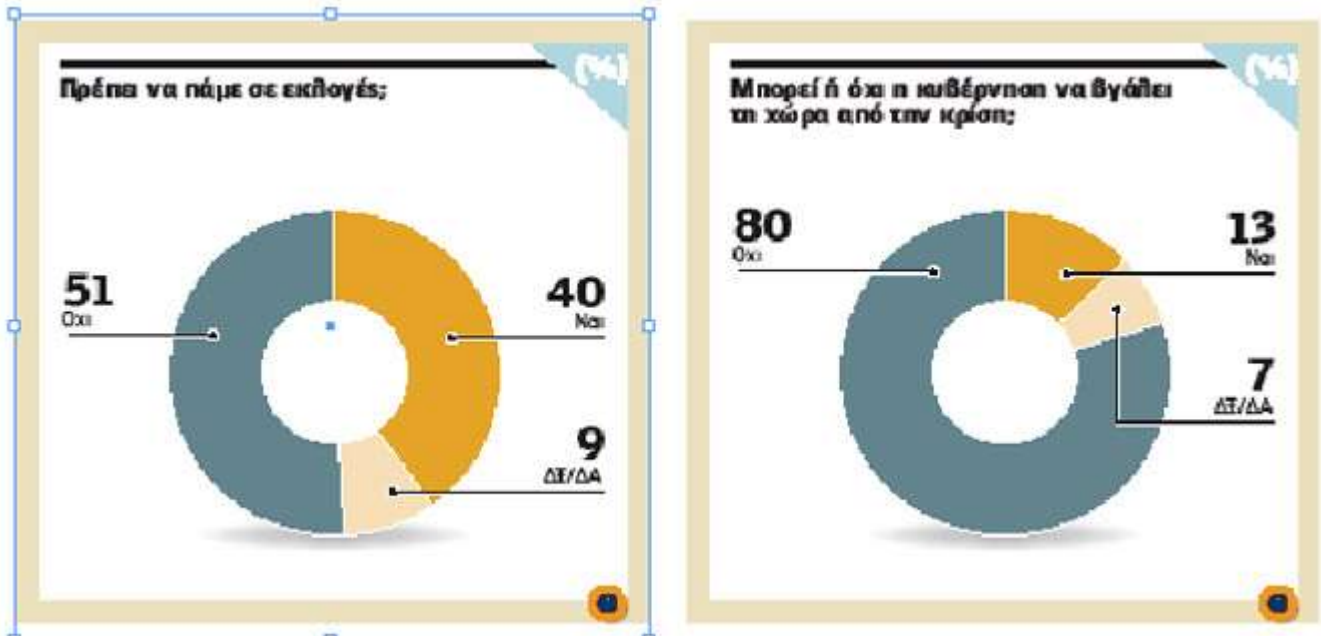 (%)
Πρέπει να πάμε σε εκλογές;
51
Όχι
40
Ναι
9
ΔΞ/ΔΑ
(%)
Μπορεί ή όχι η κυβέρνηση να βγάλει
τη χώρα από την κρίση;
80
Όχι
13
Ναι
7
ΔΞ/ΔΑ